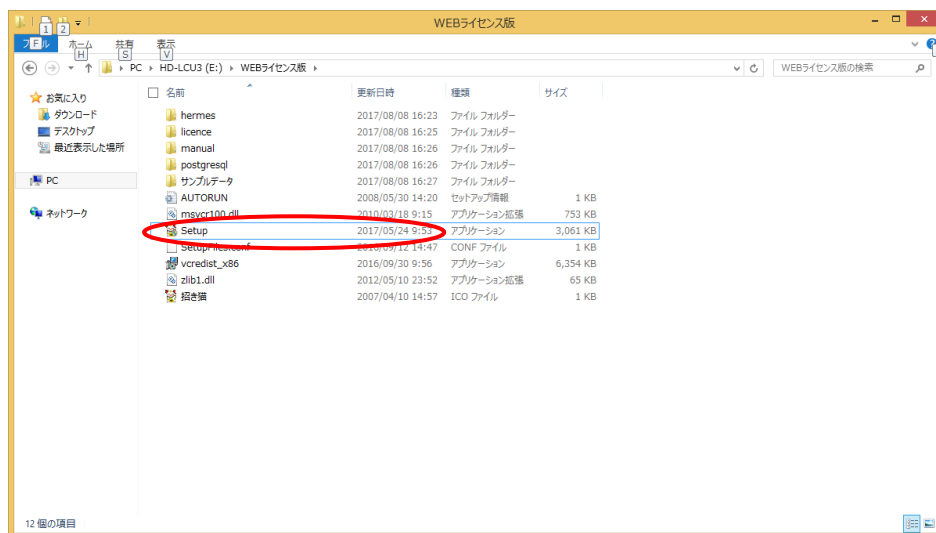 WEBライセンス版
1 2
ファイル ホーム 共有 表示
F H S V
PC HD-LCU3 (E:) WEBライセンス版 WEBライセンス版の検索
お気に入り
ダウンロード
デスクトップ
最近表示した場所
PC
ネットワーク
名前 更新日時 種類 サイズ
hermes 2017/08/08 16:23 ファイル フォルダー
licence 2017/08/08 16:25 ファイル フォルダー
manual 2017/08/08 16:26 ファイル フォルダー
postgresql 2017/08/08 16:26 ファイル フォルダー
サンプルデータ 2017/08/08 16:27 ファイル フォルダー
AUTORUN 2008/05/30 14:20 セットアップ情報 1 KB
msvcr100.dll 2010/03/18 9:15 アプリケーション拡張 753 KB
Setup 2017/05/24 9:53 アプリケーション 3,061 KB
SetupFiles.conf 2016/09/12 14:47 CONF ファイル 1 KB
vcredist_x86 2016/09/30 9:56 アプリケーション 6,354 KB
zlib1.dll 2012/05/10 23:52 アプリケーション拡張 65 KB
招き猫 2007/04/10 14:57 ICO ファイル 1 KB
12 個の項目